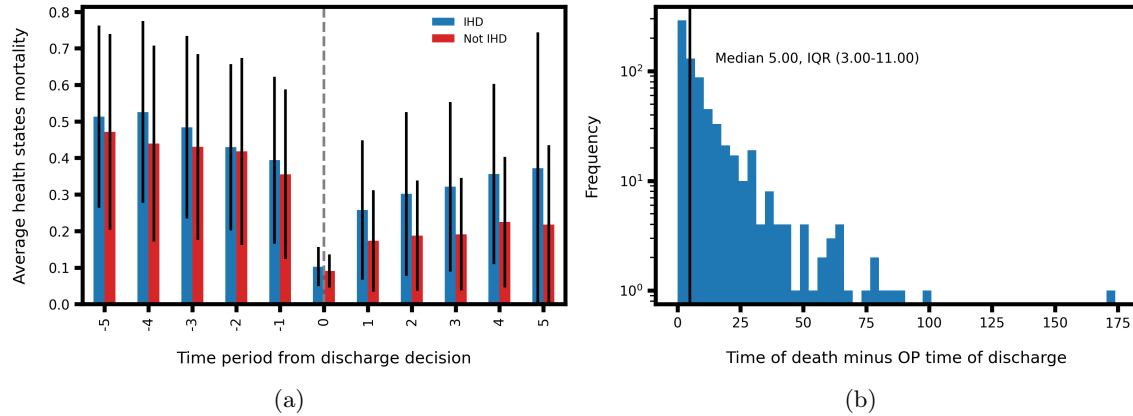 Average health states mortality
0.8
0.7
0.6
0.5
0.4
0.3
0.2
0.1
0.0
IHD
Not IHD
-5 -4 -3 -2 -1 0 1 2 3 4 5
Time period from discharge decision
(a)
Frequency
10²
10¹
10⁰
Median 5.00, IQR (3.00-11.00)
0 25 50 75 100 125 150 175
Time of death minus OP time of discharge
(b)